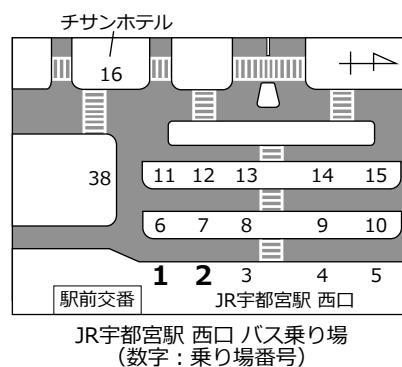 チサンホテル
16
38
11 12 13 14 15
6 7 8 9 10
1 2 3 4 5
駅前交番
JR宇都宮駅 西口
JR宇都宮駅 西口 バス乗り場
(数字:乗り場番号)